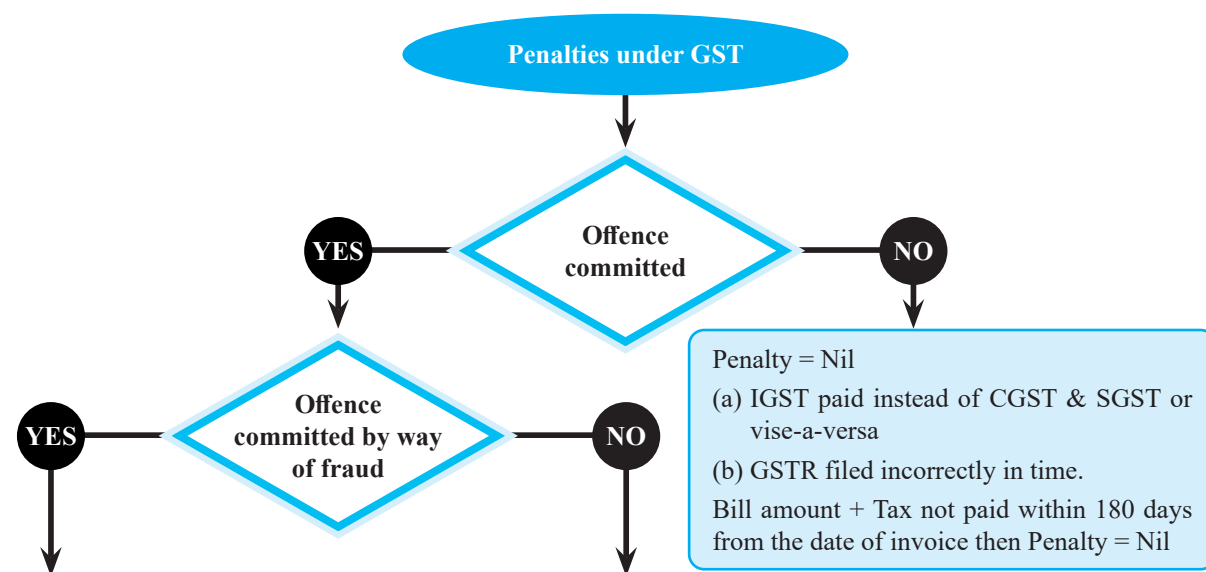 Penalties under GST
Offence
committed
YES
NO
Penalty = Nil
(a) IGST paid instead of CGST & SGST or
vise-a-versa
(b) GSTR filed incorrectly in time.
Bill amount + Tax not paid within 180 days
from the date of invoice then Penalty = Nil
Offence
committed by way
of fraud
YES
NO